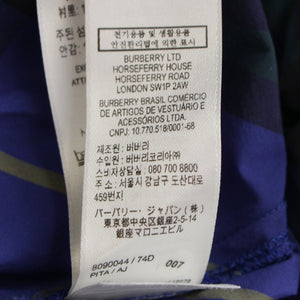 전기용품 및 생활용품
안전관리법에 의한 표기
BURBERRY LTD
HORSEFERRY HOUSE
HORSEFERRY ROAD
LONDON SW1P 2AW
BURBERRY BRASIL COMÉRCIO
DE ARTIGOS DE VESTUÁRIO E
ACESSÓRIOS LTDA.
CNPJ: 10.770.518/0001-68
제조원: 버버리
수입원: 버버리코리아㈜
소비자상담실: 080 700 8800
주소: 서울시 강남구 도산대로
459번지
バーバリー・ジャパン(株)
東京都中央区銀座2-5-14
銀座マロニエビル
8090044 / 74D 007
PITA / AJ